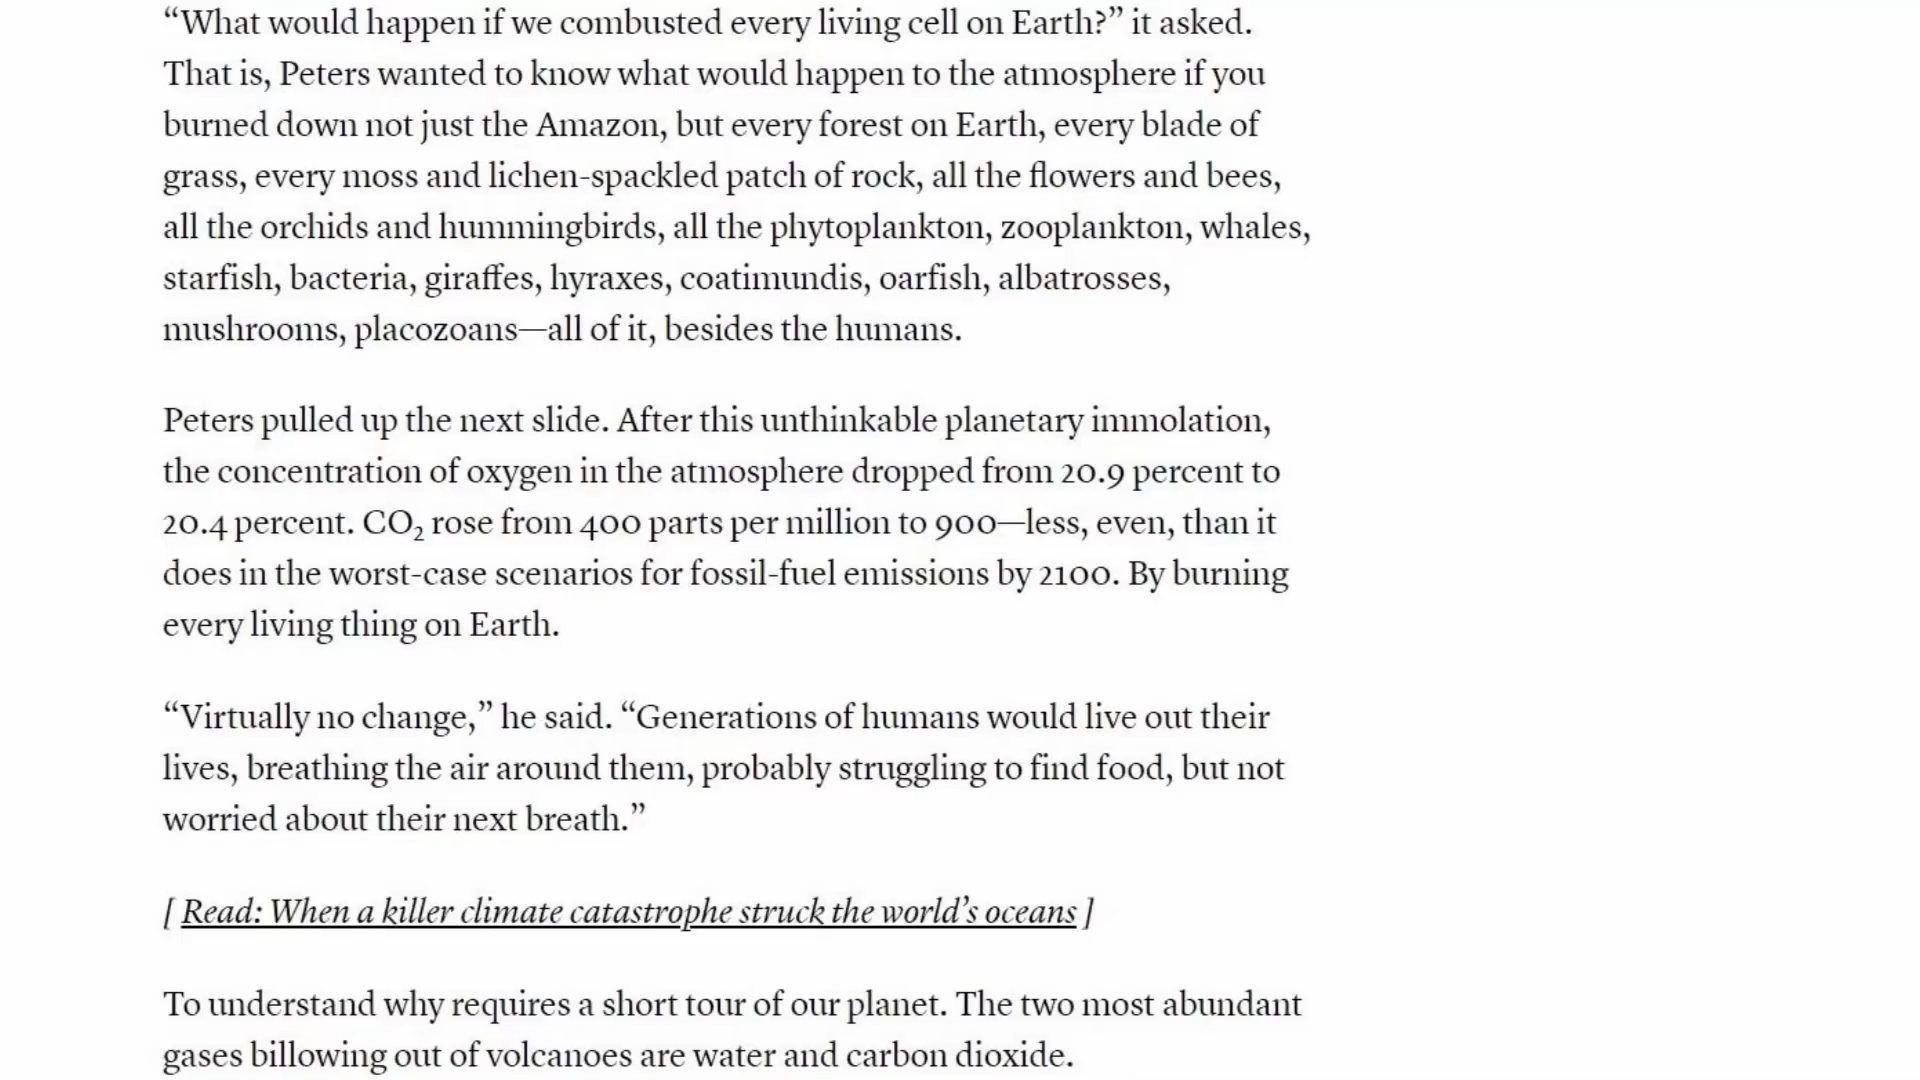 “What would happen if we combusted every living cell on Earth?” it asked.
That is, Peters wanted to know what would happen to the atmosphere if you
burned down not just the Amazon, but every forest on Earth, every blade of
grass, every moss and lichen-spackled patch of rock, all the flowers and bees,
all the orchids and hummingbirds, all the phytoplankton, zooplankton, whales,
starfish, bacteria, giraffes, hyraxes, coatimundis, oarfish, albatrosses,
mushrooms, placozoans—all of it, besides the humans.
Peters pulled up the next slide. After this unthinkable planetary immolation,
the concentration of oxygen in the atmosphere dropped from 20.9 percent to
20.4 percent. CO₂ rose from 400 parts per million to 900—less, even, than it
does in the worst-case scenarios for fossil-fuel emissions by 2100. By burning
every living thing on Earth.
“Virtually no change,” he said. “Generations of humans would live out their
lives, breathing the air around them, probably struggling to find food, but not
worried about their next breath.”
[ Read: When a killer climate catastrophe struck the world’s oceans ]
To understand why requires a short tour of our planet. The two most abundant
gases billowing out of volcanoes are water and carbon dioxide.